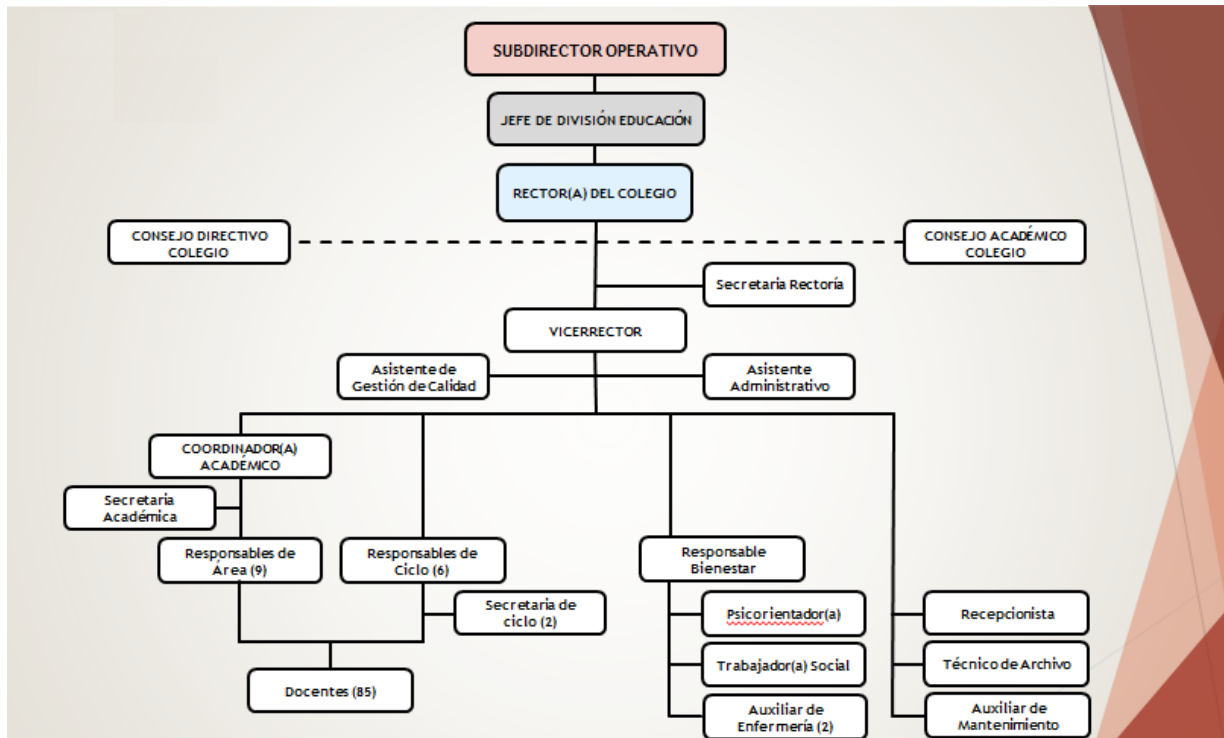 SUBDIRECTOR OPERATIVO
JEFE DE DIVISIÓN EDUCACIÓN
RECTOR(A) DEL COLEGIO
CONSEJO DIRECTIVO
COLEGIO
CONSEJO ACADÉMICO
COLEGIO
Secretaria Rectoría
VICERRECTOR
Asistente de
Gestión de Calidad
Asistente
Administrativo
COORDINADOR(A)
ACADÉMICO
Secretaria
Académica
Responsables de
Área (9)
Responsables de
Ciclo (6)
Responsable
Bienestar
Secretaria de
ciclo (2)
Psicorientador(a)
Recepcionista
Trabajador(a) Social
Técnico de Archivo
Docentes (85)
Auxiliar de
Enfermería (2)
Auxiliar de
Mantenimiento